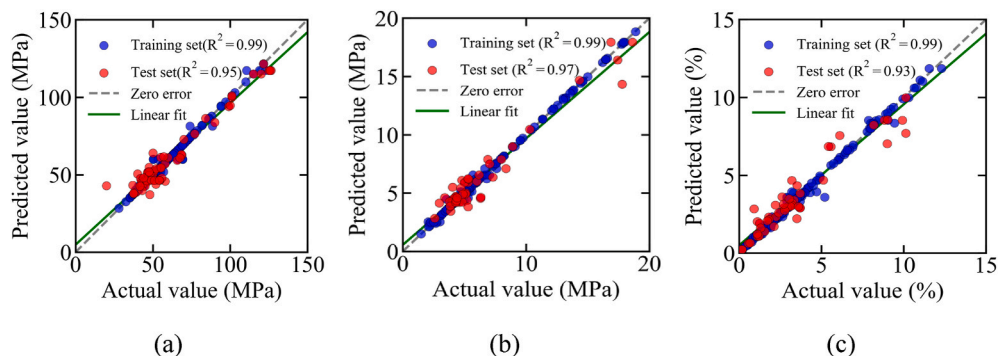 150
Training set(R² = 0.99)
Test set(R² = 0.95)
Zero error
Linear fit
100
50
0
0 50 100 150
Predicted value (MPa)
Actual value (MPa)
(a)
20
Training set (R² = 0.99)
Test set (R² = 0.97)
Zero error
Linear fit
15
10
5
0
0 10 20
Predicted value (MPa)
Actual value (MPa)
(b)
15
Training set (R² = 0.99)
Test set (R² = 0.93)
Zero error
Linear fit
10
5
0
0 5 10 15
Predicted value (%)
Actual value (%)
(c)